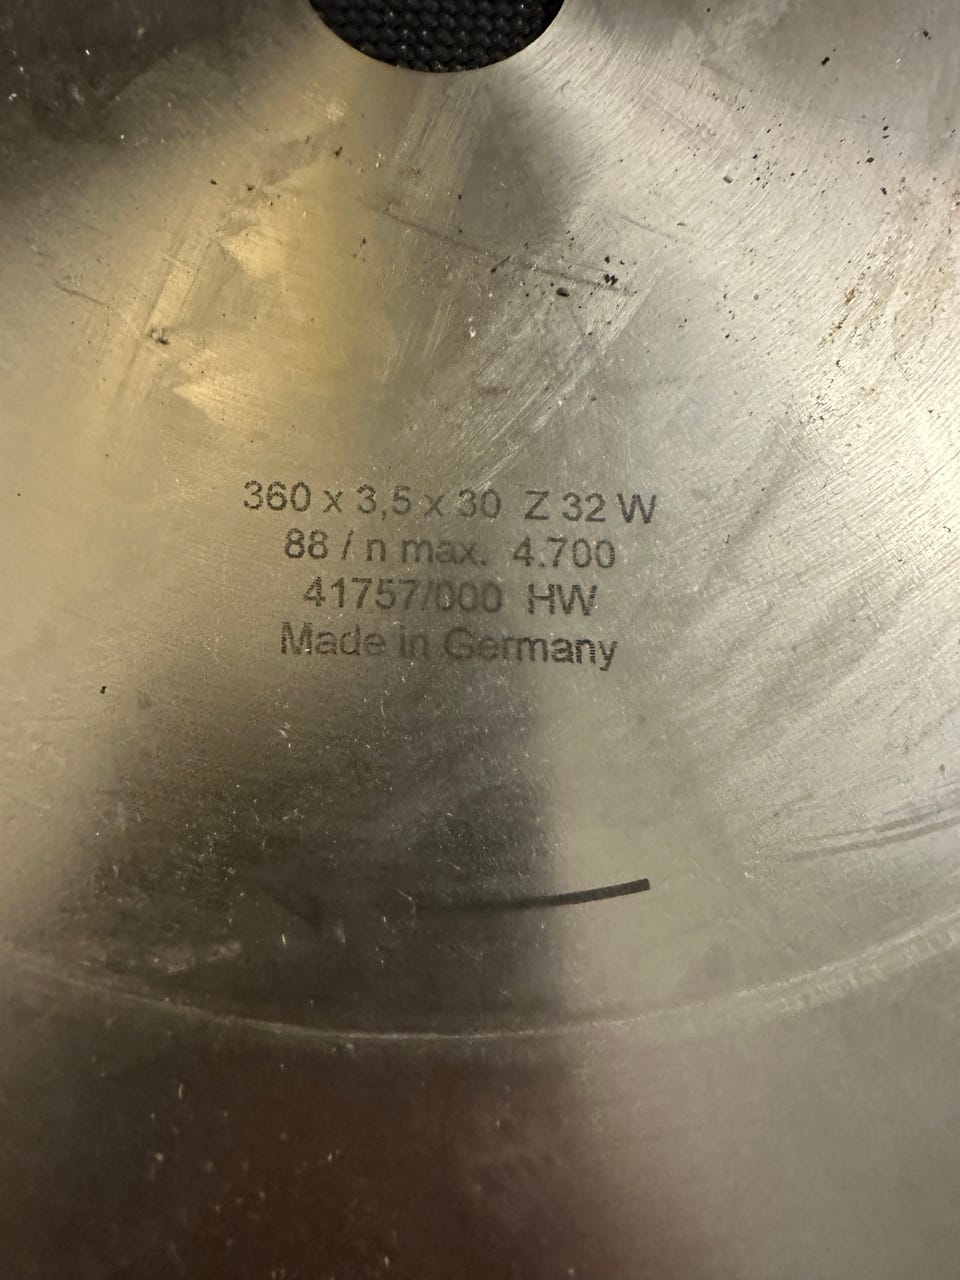 360 x 3,5 x 30 Z 32 W
88 / n max. 4.700
41757/000 HW
Made in Germany